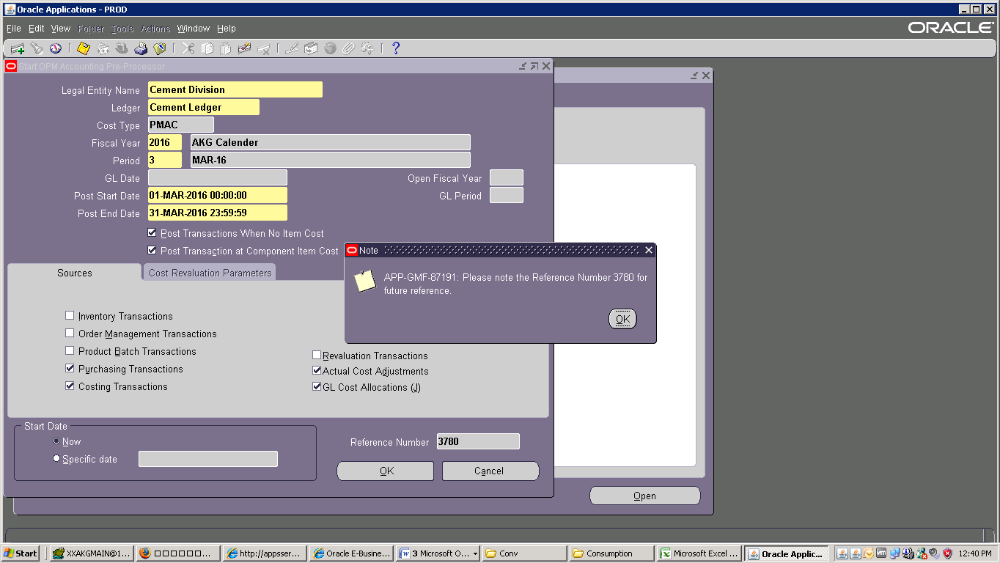 Oracle Applications - PROD
File Edit View Folder Tools Actions Window Help
ORACLE
Start OPM Accounting Pre-Processor
Legal Entity Name Cement Division
Ledger Cement Ledger
Cost Type PMAC
Fiscal Year 2016 AKG Calender
Period 3 MAR-16
GL Date Open Fiscal Year
Post Start Date 01-MAR-2016 00:00:00 GL Period
Post End Date 31-MAR-2016 23:59:59
Post Transactions When No Item Cost
Post Transaction at Component Item Cost
Note
APP-GMF-87191: Please note the Reference Number 3780 for
future reference.
OK
Sources Cost Revaluation Parameters
Inventory Transactions
Order Management Transactions
Product Batch Transactions
Purchasing Transactions
Costing Transactions
Revaluation Transactions
Actual Cost Adjustments
GL Cost Allocations (J)
Start Date
Now
Specific date
Reference Number 3780
OK Cancel
Open
Start XXAKGMAIN@1... http://appsser... Oracle E-Busine... 3 Microsoft O... Conv Consumption Microsoft Excel ... Oracle Applic... 12:40 PM